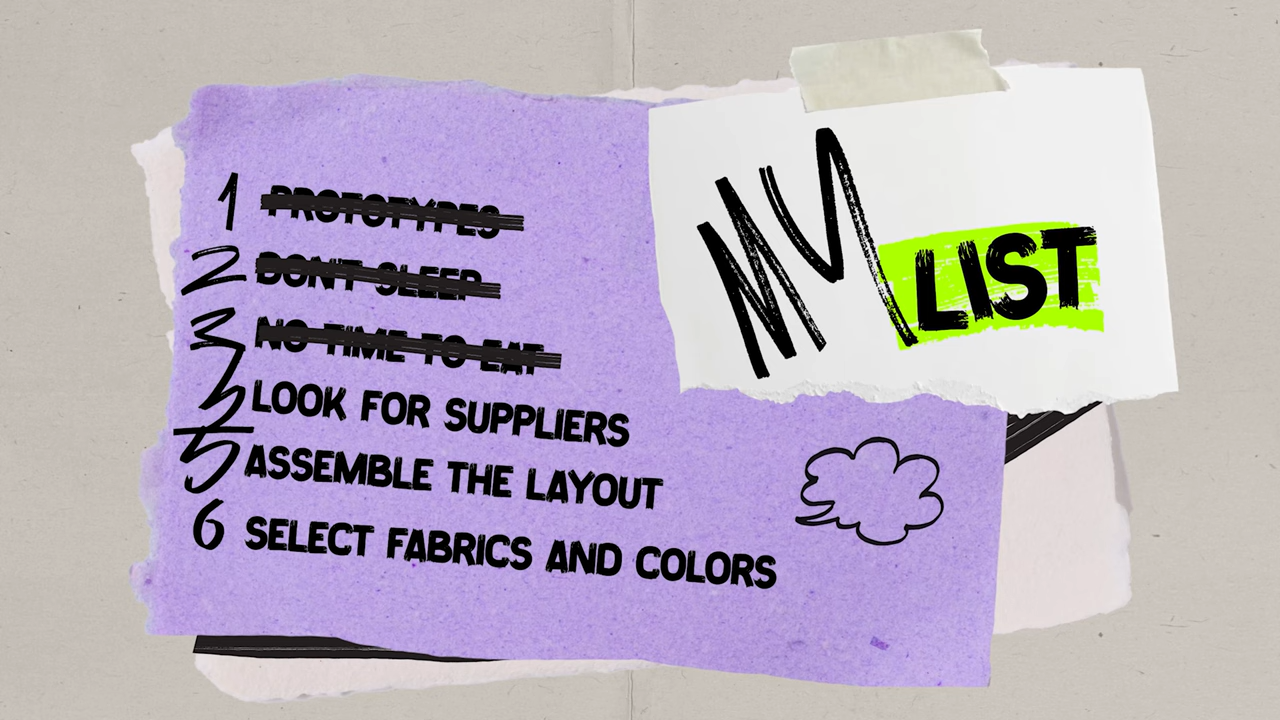 MY LIST
1 PROTOTYPES
2 DON'T SLEEP
3 NO TIME TO EAT
LOOK FOR SUPPLIERS
5 ASSEMBLE THE LAYOUT
6 SELECT FABRICS AND COLORS